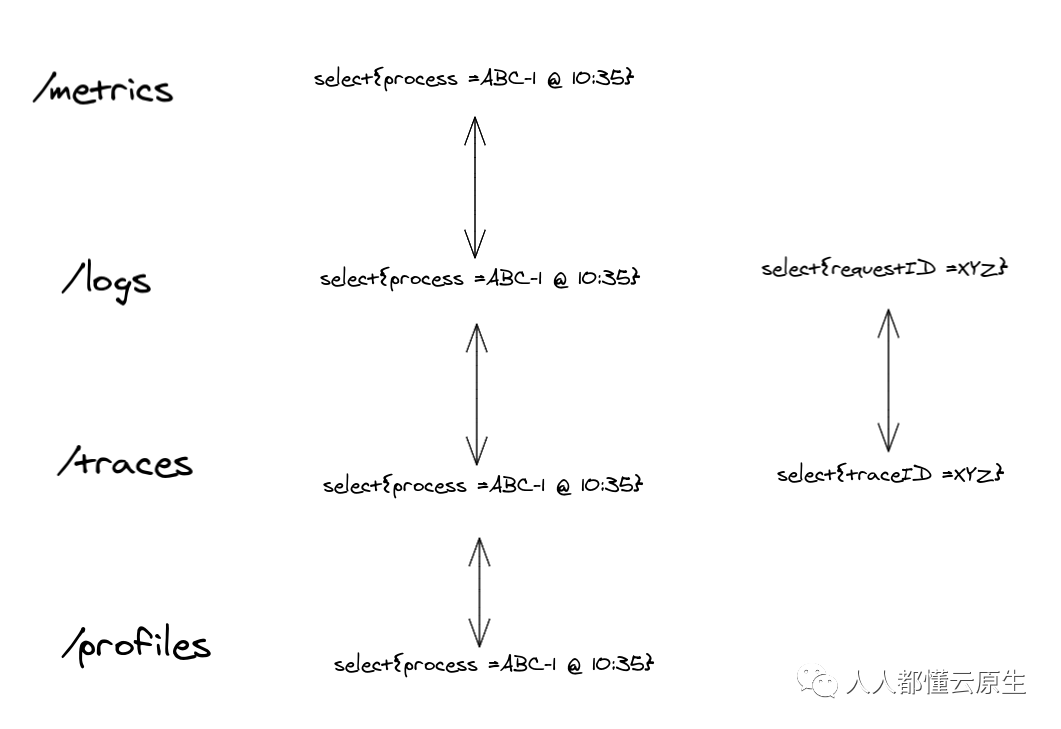 /metrics
select{process =ABC-1 @ 10:35}
/logs
select{process =ABC-1 @ 10:35}
select{requestID =XYZ}
/traces
select{process =ABC-1 @ 10:35}
select{traceID =XYZ}
/profiles
select{process =ABC-1 @ 10:35}
人人都懂云原生